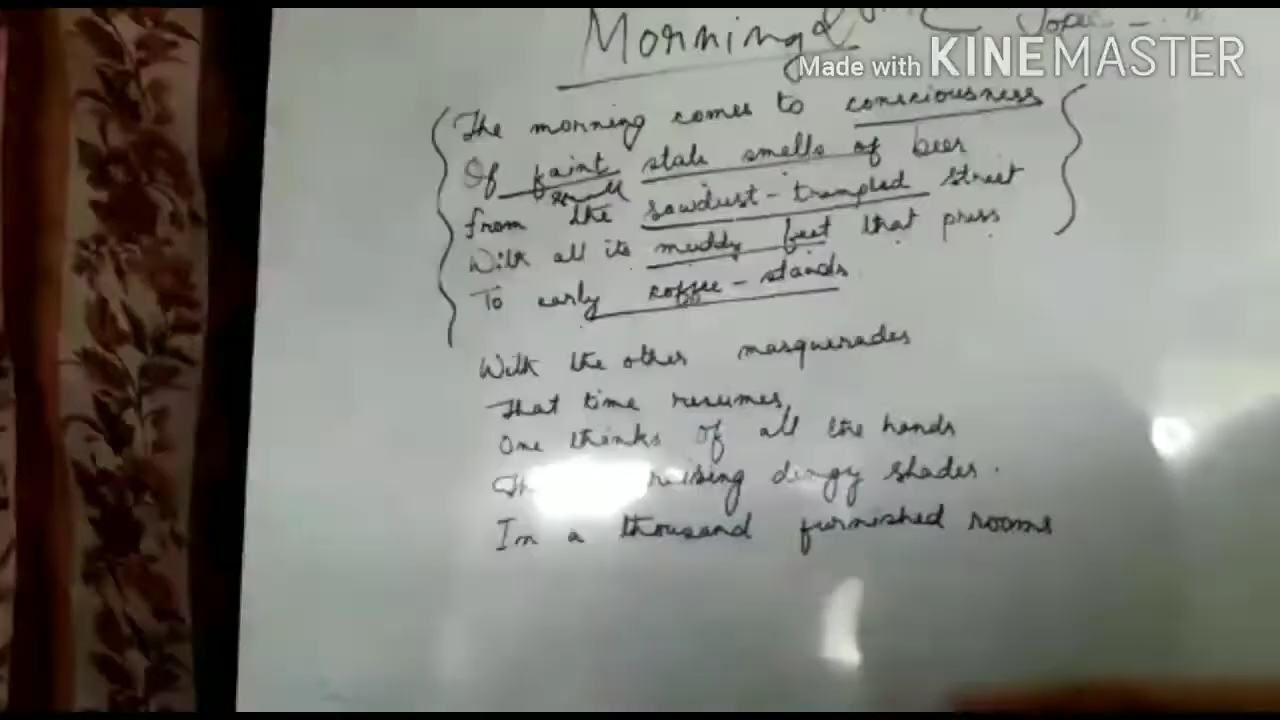 Morning
Made with KINEMASTER
The morning comes to consciousness
Of faint stale smells of beer
from the sawdust-trampled street
With all its muddy feet that press
To early coffee-stands.
With the other masquerades
That time resumes,
One thinks of all the hands
raising dingy shades.
In a thousand furnished rooms